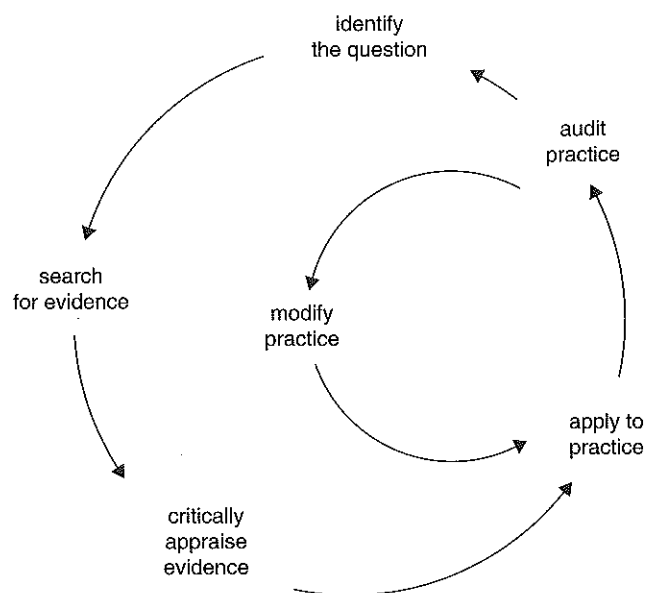 identify
the question
audit
practice
search
for evidence
modify
practice
apply to
practice
critically
appraise
evidence